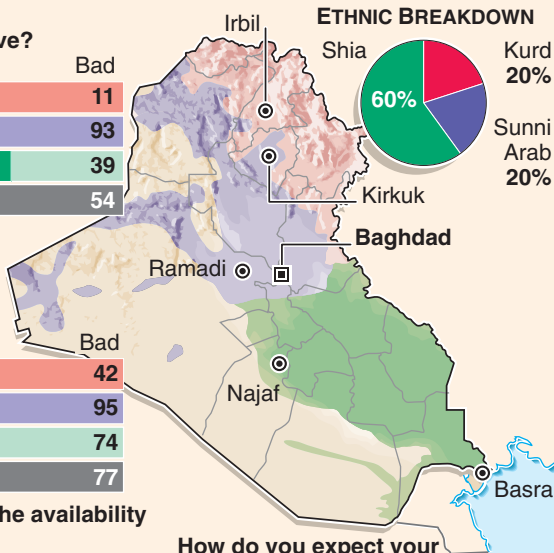 ve?
Bad
11
93
39
54
Irbil
ETHNIC BREAKDOWN
Shia
60%
Kurd
20%
Sunni
Arab
20%
Kirkuk
Baghdad
Ramadi
Najaf
Basra
Bad
42
95
74
77
he availability
How do you expect your